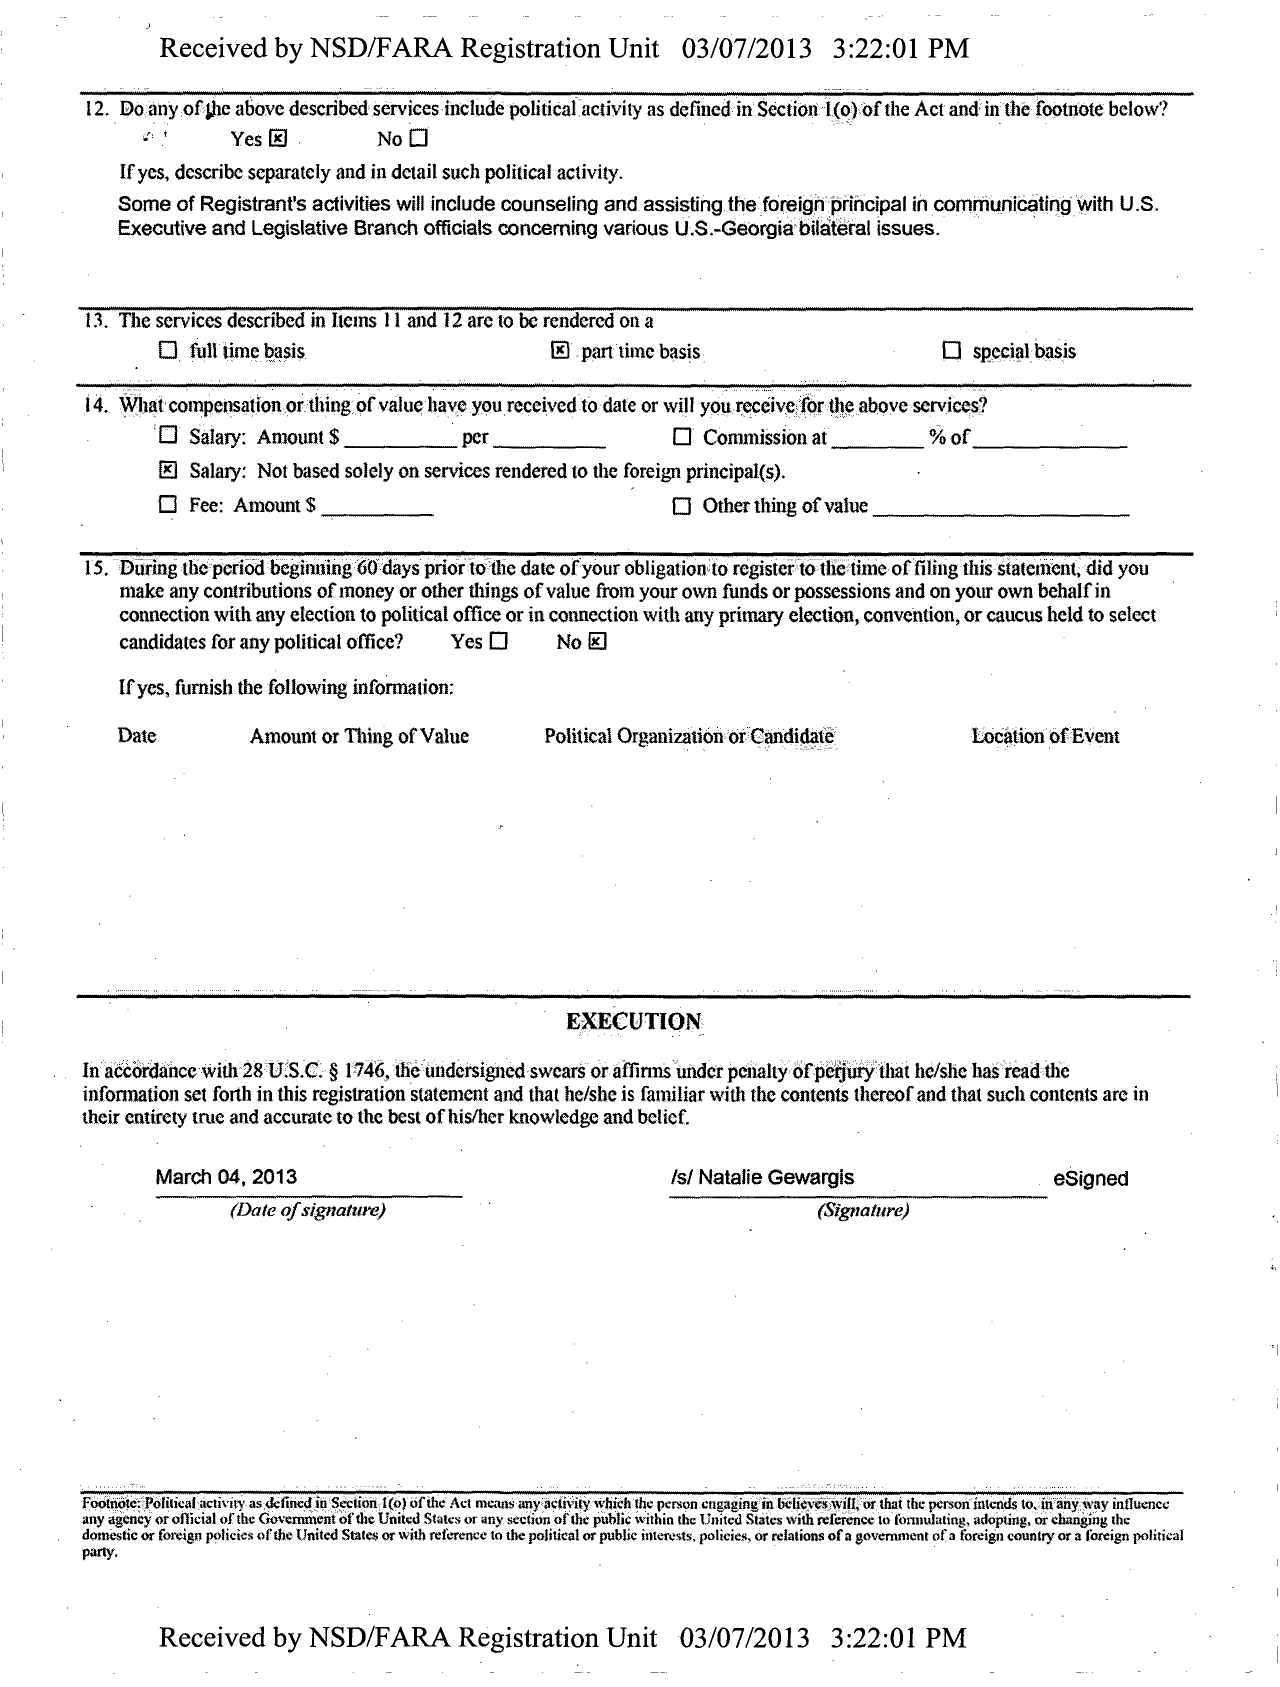 Received by NSD/FARA Registration Unit 03/07/2013 3:22:01 PM
12. Do any of the above described services include political activity as defined in Section 1(o) of the Act and in the footnote below?
Yes ☒ No ☐
If yes, describe separately and in detail such political activity.
Some of Registrant's activities will include counseling and assisting the foreign principal in communicating with U.S.
Executive and Legislative Branch officials concerning various U.S.-Georgia bilateral issues.
13. The services described in Items 11 and 12 are to be rendered on a
☐ full time basis ☒ part time basis ☐ special basis
14. What compensation or thing of value have you received to date or will you receive for the above services?
☐ Salary: Amount $ __________ per __________ ☐ Commission at ________ % of ______________
☒ Salary: Not based solely on services rendered to the foreign principal(s).
☐ Fee: Amount $ __________ ☐ Other thing of value ______________________
15. During the period beginning 60 days prior to the date of your obligation to register to the time of filing this statement, did you
make any contributions of money or other things of value from your own funds or possessions and on your own behalf in
connection with any election to political office or in connection with any primary election, convention, or caucus held to select
candidates for any political office? Yes ☐ No ☒
If yes, furnish the following information:
Date Amount or Thing of Value Political Organization or Candidate Location of Event
EXECUTION
In accordance with 28 U.S.C. § 1746, the undersigned swears or affirms under penalty of perjury that he/she has read the
information set forth in this registration statement and that he/she is familiar with the contents thereof and that such contents are in
their entirety true and accurate to the best of his/her knowledge and belief.
March 04, 2013 /s/ Natalie Gewargis eSigned
(Date of signature) (Signature)
Footnote: Political activity as defined in Section 1(o) of the Act means any activity which the person engaging in believes will, or that the person intends to, in any way influence
any agency or official of the Government of the United States or any section of the public within the United States with reference to formulating, adopting, or changing the
domestic or foreign policies of the United States or with reference to the political or public interests, policies, or relations of a government of a foreign country or a foreign political
party.
Received by NSD/FARA Registration Unit 03/07/2013 3:22:01 PM